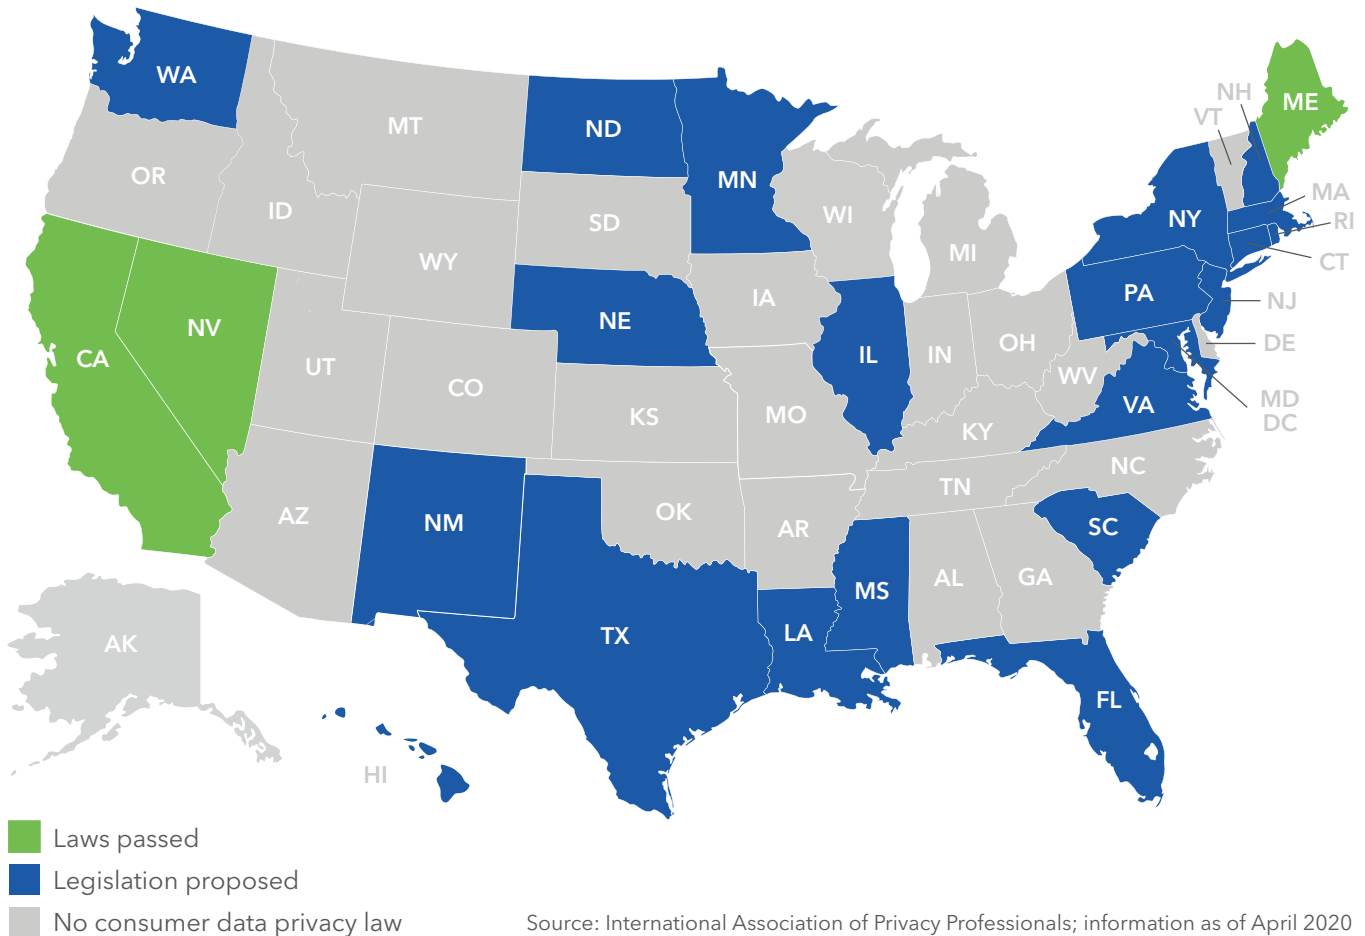 WA
MT
ND
MN
OR
ID
WY
SD
WI
MI
NY
VT
NH
ME
MA
RI
CT
NJ
DE
MD
DC
PA
NE
IA
IL
IN
OH
WV
VA
KY
NV
CA
UT
CO
KS
MO
NC
TN
SC
AZ
NM
OK
AR
MS
AL
GA
TX
LA
FL
AK
HI
Laws passed
Legislation proposed
No consumer data privacy law
Source: International Association of Privacy Professionals; information as of April 2020